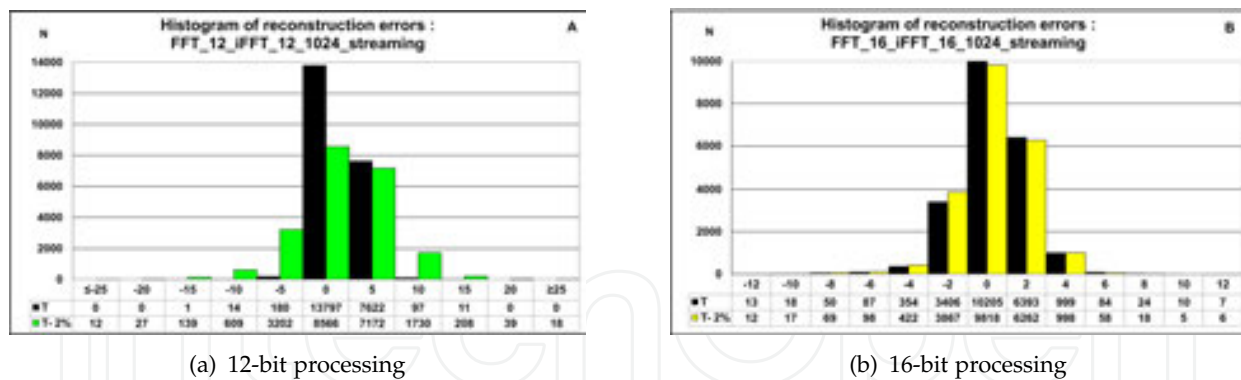 Histogram of reconstruction errors :
FFT_12_iFFT_12_1024_streaming
A
N
14000
12000
10000
8000
6000
4000
2000
0
≤-25 -20 -15 -10 -5 0 5 10 15 20 ≥25
T 0 0 1 14 180 13797 7622 97 11 0 0
T- 2% 12 27 139 609 3202 8566 7172 1730 208 39 18
(a) 12-bit processing
Histogram of reconstruction errors :
FFT_16_iFFT_16_1024_streaming
B
N
10000
8000
6000
4000
2000
0
-12 -10 -8 -6 -4 -2 0 2 4 6 8 10 12
T 13 18 50 87 354 3406 10205 6393 999 84 24 10 7
T- 2% 12 17 69 98 422 3867 9818 6262 998 58 18 5 6
(b) 16-bit processing